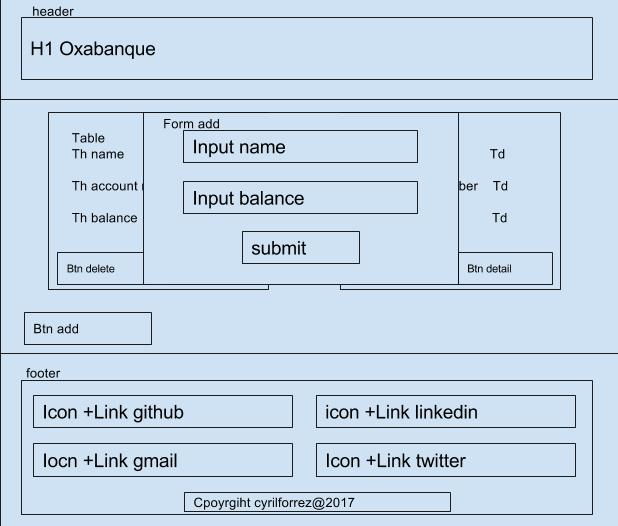 header
H1 Oxabanque
Form add
Table
Th name
Input name
Td
Th account
ber
Td
Input balance
Th balance
Td
submit
Btn delete
Btn detail
Btn add
footer
Icon +Link github
icon +Link linkedin
Iocn +Link gmail
Icon +Link twitter
Cpoyrgiht cyrilforrez@2017